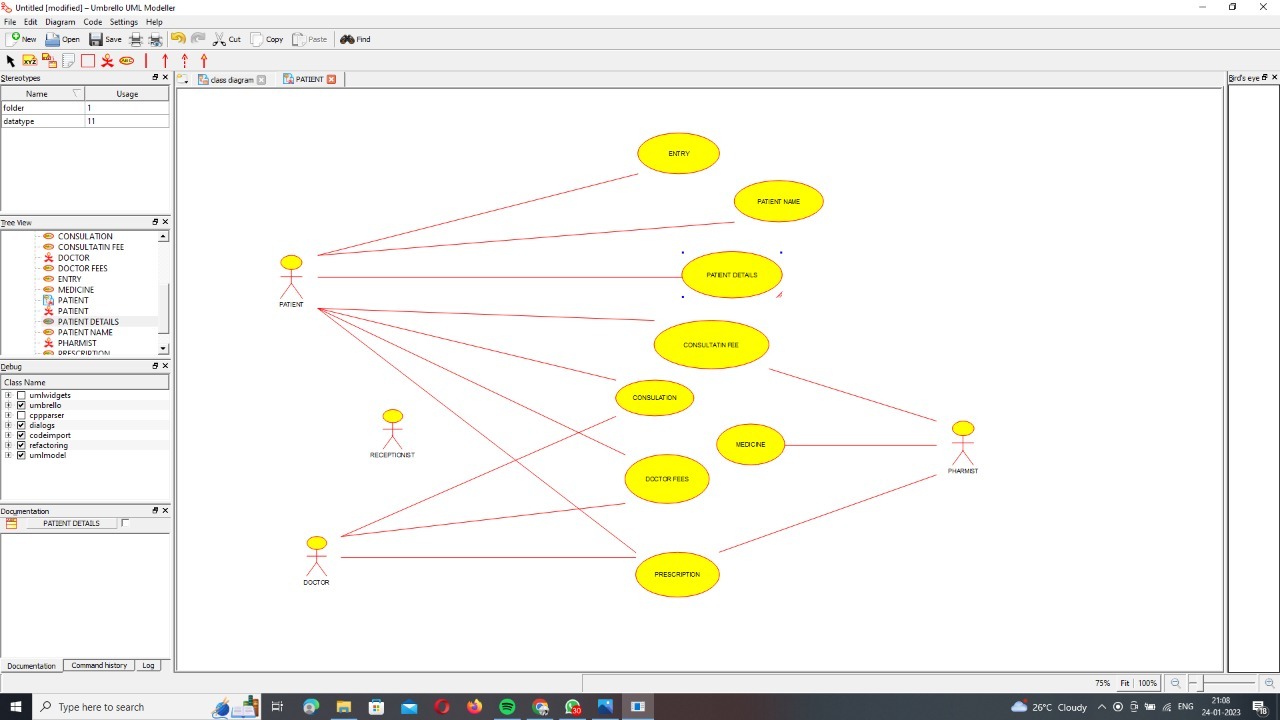 Untitled [modified] – Umbrello UML Modeller
File Edit Diagram Code Settings Help
New Open Save Cut Copy Paste Find
Stereotypes
Name Usage
folder 1
datatype 11
Tree View
CONSULATION
CONSULTATIN FEE
DOCTOR
DOCTOR FEES
ENTRY
MEDICINE
PATIENT
PATIENT
PATIENT DETAILS
PATIENT NAME
PHARMIST
PRESCRIPTION
Debug
Class Name
umlwidgets
umbrello
cppparser
dialogs
codeimport
refactoring
umlmodel
Documentation
PATIENT DETAILS
Documentation Command history Log
class diagram PATIENT
Bird's eye
ENTRY
PATIENT NAME
PATIENT DETAILS
PATIENT
CONSULTATIN FEE
CONSULATION
MEDICINE
RECEPTIONIST
PHARMIST
DOCTOR FEES
DOCTOR
PRESCRIPTION
75% Fit 100%
Type here to search
26°C Cloudy
ENG
21:08
24-01-2023